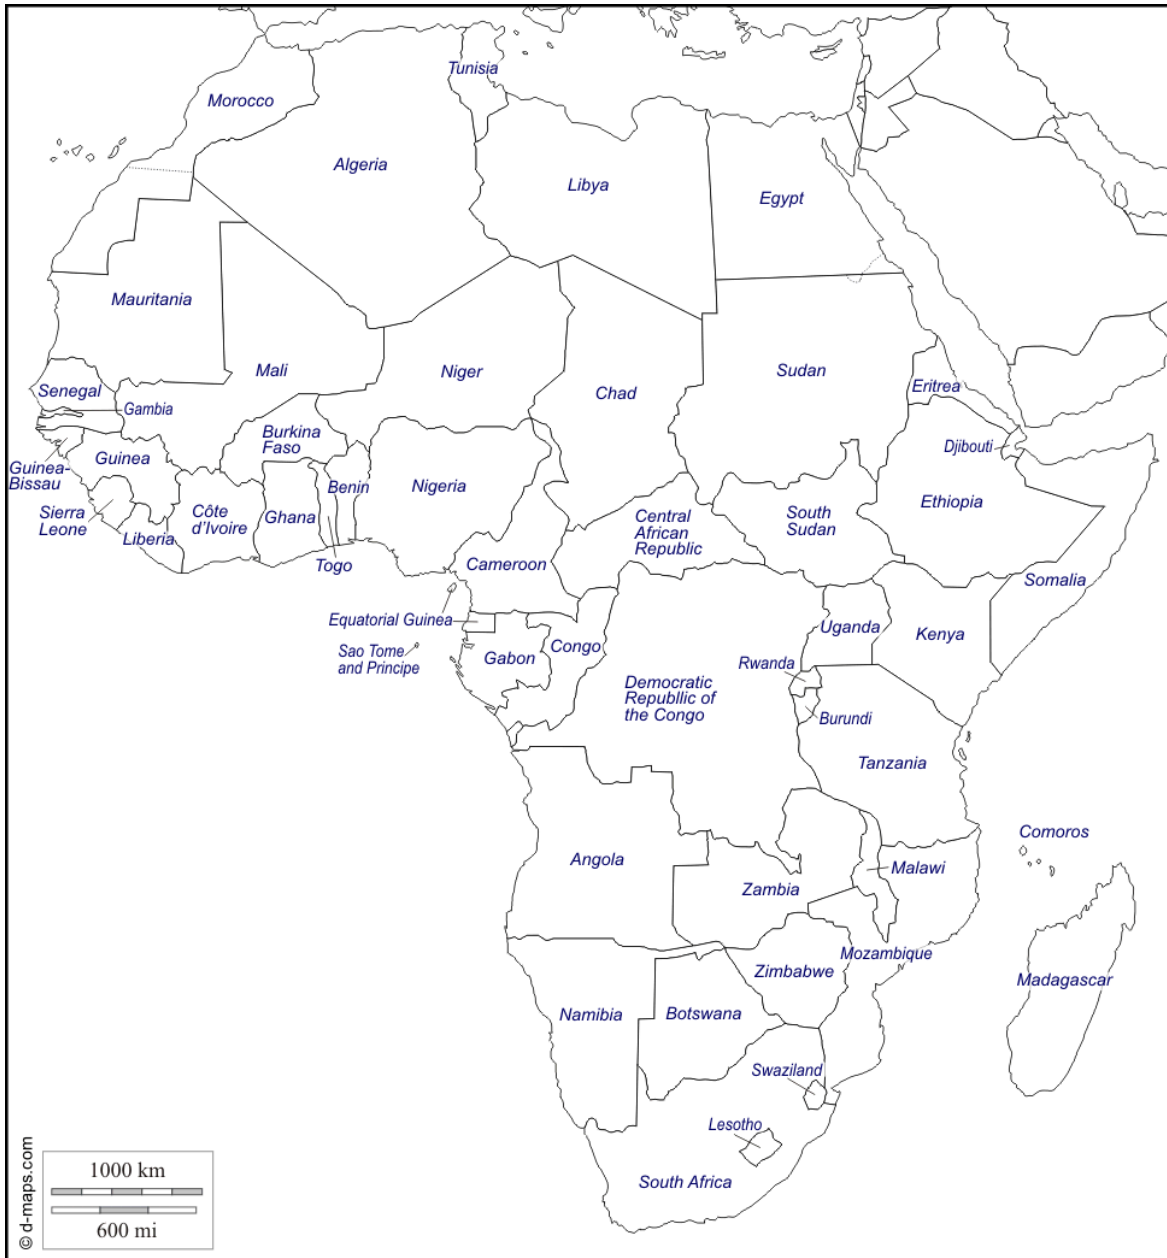 Tunisia
Morocco
Algeria
Libya
Egypt
Mauritania
Mali
Niger
Chad
Sudan
Eritrea
Senegal
Gambia
Burkina
Faso
Djibouti
Guinea-
Bissau
Guinea
Benin
Nigeria
Ethiopia
Sierra
Leone
Liberia
Côte
d'Ivoire
Ghana
Togo
Central
African
Republic
South
Sudan
Cameroon
Somalia
Equatorial Guinea
Sao Tome
and Principe
Gabon
Congo
Uganda
Kenya
Rwanda
Democratic
Republlic of
the Congo
Burundi
Tanzania
Comoros
Angola
Zambia
Malawi
Mozambique
Zimbabwe
Madagascar
Namibia
Botswana
Swaziland
Lesotho
South Africa
1000 km
600 mi
© d-maps.com